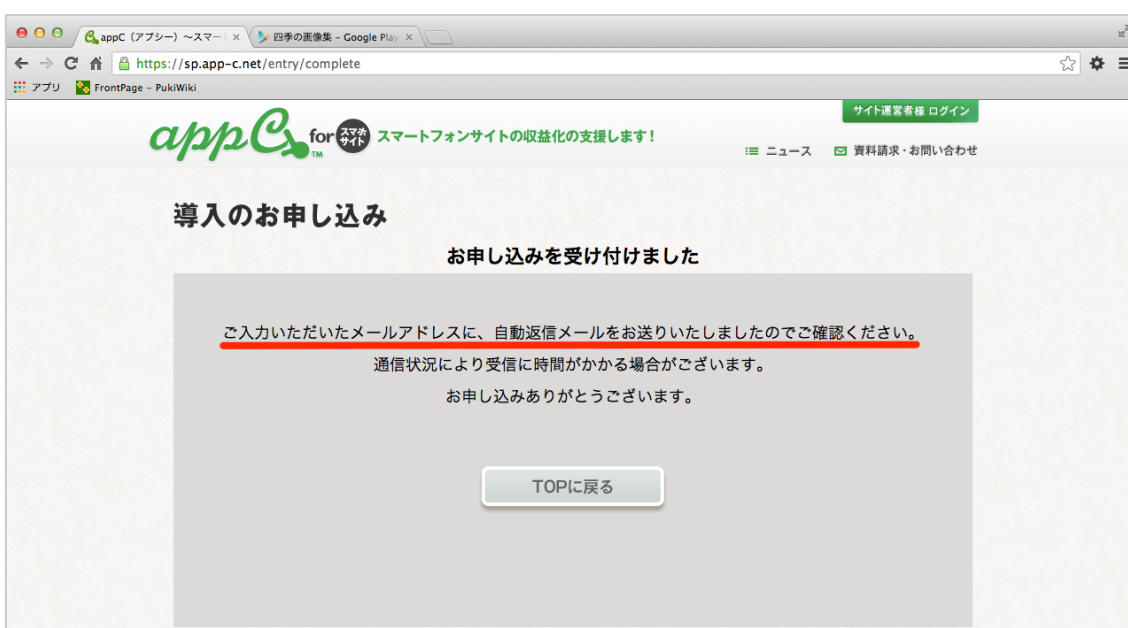 appC（アプシー）〜スマー
四季の画像集 - Google Play
https://sp.app-c.net/entry/complete
アプリ
FrontPage - PukiWiki
サイト運営者様 ログイン
appC for スマホサイト TM スマートフォンサイトの収益化の支援します！
ニュース
資料請求・お問い合わせ
導入のお申し込み
お申し込みを受け付けました
ご入力いただいたメールアドレスに、自動返信メールをお送りいたしましたのでご確認ください。
通信状況により受信に時間がかかる場合がございます。
お申し込みありがとうございます。
TOPに戻る